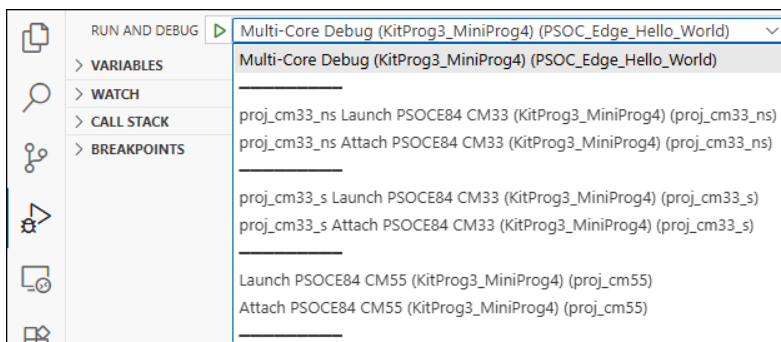 RUN AND DEBUG
Multi-Core Debug (KitProg3_MiniProg4) (PSOC_Edge_Hello_World)
VARIABLES
WATCH
CALL STACK
BREAKPOINTS
Multi-Core Debug (KitProg3_MiniProg4) (PSOC_Edge_Hello_World)
proj_cm33_ns Launch PSOCE84 CM33 (KitProg3_MiniProg4) (proj_cm33_ns)
proj_cm33_ns Attach PSOCE84 CM33 (KitProg3_MiniProg4) (proj_cm33_ns)
proj_cm33_s Launch PSOCE84 CM33 (KitProg3_MiniProg4) (proj_cm33_s)
proj_cm33_s Attach PSOCE84 CM33 (KitProg3_MiniProg4) (proj_cm33_s)
Launch PSOCE84 CM55 (KitProg3_MiniProg4) (proj_cm55)
Attach PSOCE84 CM55 (KitProg3_MiniProg4) (proj_cm55)